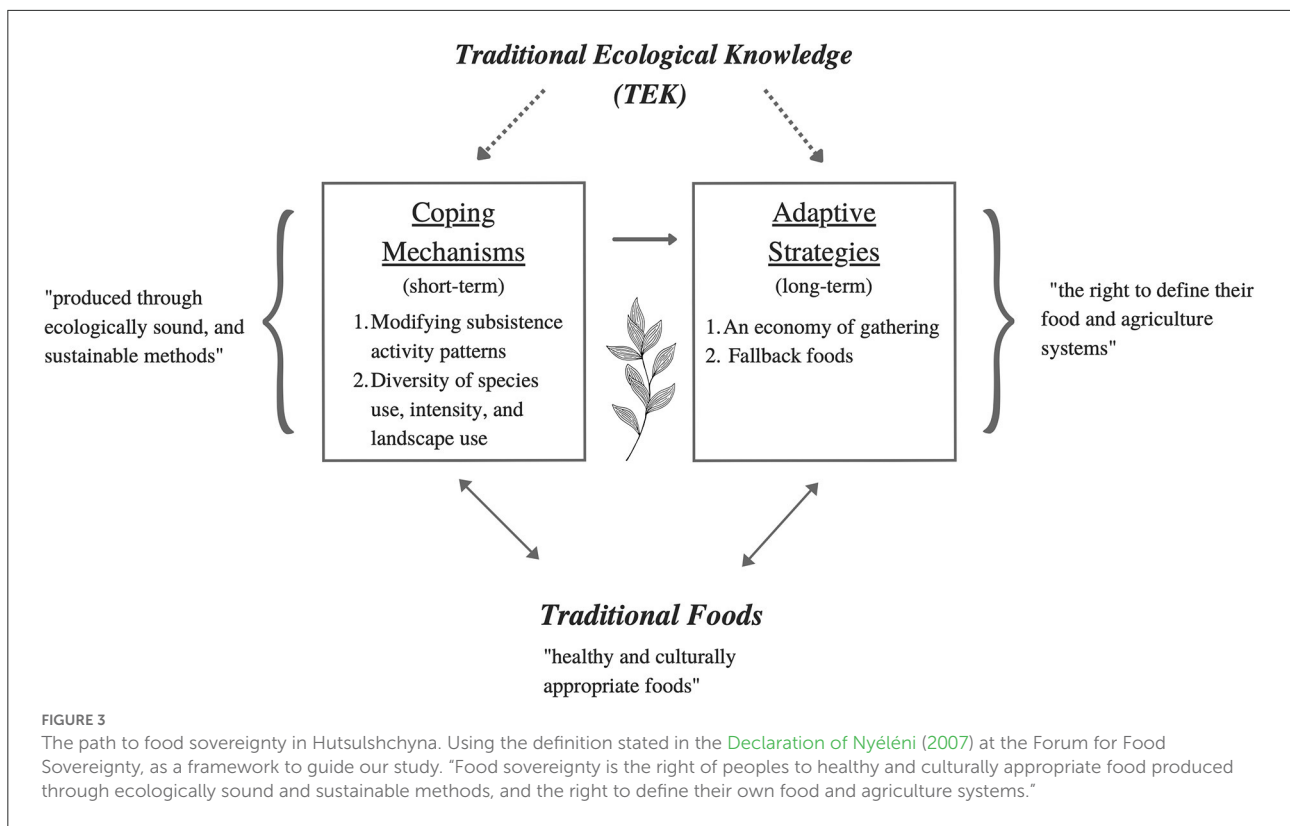 Traditional Ecological Knowledge
(TEK)
Coping
Mechanisms
(short-term)
1. Modifying subsistence
activity patterns
2. Diversity of species
use, intensity, and
landscape use
Adaptive
Strategies
(long-term)
1. An economy of gathering
2. Fallback foods
"produced through
ecologically sound, and
sustainable methods"
"the right to define their
food and agriculture
systems"
Traditional Foods
"healthy and culturally
appropriate foods"
FIGURE 3
The path to food sovereignty in Hutsulshchyna. Using the definition stated in the Declaration of Nyéléni (2007) at the Forum for Food
Sovereignty, as a framework to guide our study. “Food sovereignty is the right of peoples to healthy and culturally appropriate food produced
through ecologically sound and sustainable methods, and the right to define their own food and agriculture systems.”